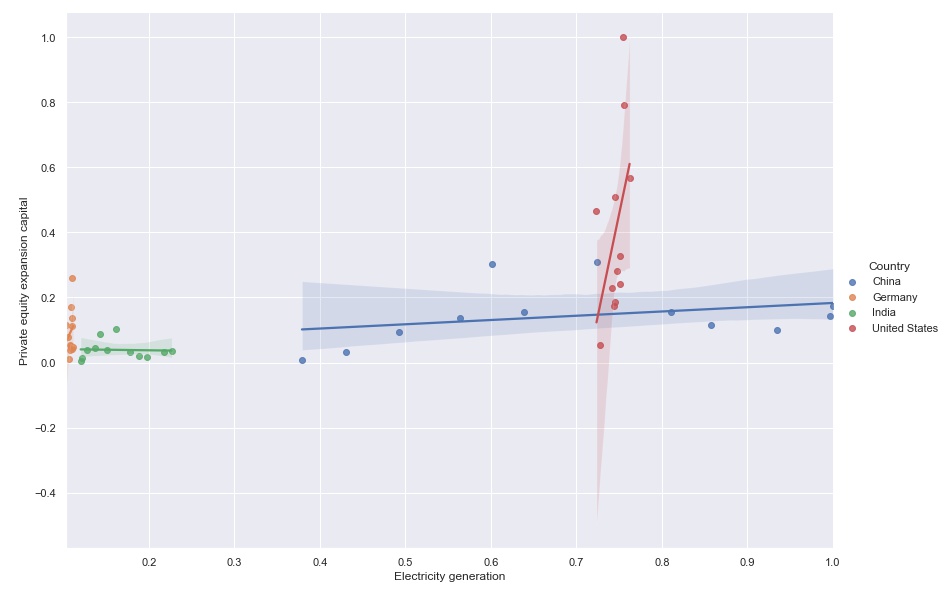 1.0
0.8
0.6
0.4
0.2
0.0
−0.2
−0.4
Private equity expansion capital
0.2 0.3 0.4 0.5 0.6 0.7 0.8 0.9 1.0
Electricity generation
Country
China
Germany
India
United States